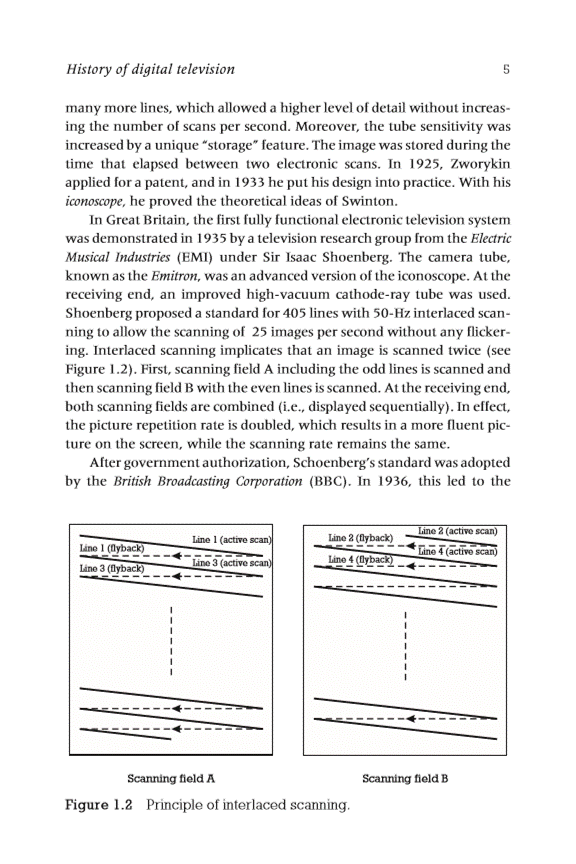 History of digital television 5
many more lines, which allowed a higher level of detail without increas-
ing the number of scans per second. Moreover, the tube sensitivity was
increased by a unique “storage” feature. The image was stored during the
time that elapsed between two electronic scans. In 1925, Zworykin
applied for a patent, and in 1933 he put his design into practice. With his
iconoscope, he proved the theoretical ideas of Swinton.
In Great Britain, the first fully functional electronic television system
was demonstrated in 1935 by a television research group from the Electric
Musical Industries (EMI) under Sir Isaac Shoenberg. The camera tube,
known as the Emitron, was an advanced version of the iconoscope. At the
receiving end, an improved high-vacuum cathode-ray tube was used.
Shoenberg proposed a standard for 405 lines with 50-Hz interlaced scan-
ning to allow the scanning of 25 images per second without any flicker-
ing. Interlaced scanning implicates that an image is scanned twice (see
Figure 1.2). First, scanning field A including the odd lines is scanned and
then scanning field B with the even lines is scanned. At the receiving end,
both scanning fields are combined (i.e., displayed sequentially). In effect,
the picture repetition rate is doubled, which results in a more fluent pic-
ture on the screen, while the scanning rate remains the same.
After government authorization, Schoenberg’s standard was adopted
by the British Broadcasting Corporation (BBC). In 1936, this led to the
Line 1 (active scan)
Line 1 (flyback)
Line 3 (active scan)
Line 3 (flyback)
Line 2 (active scan)
Line 2 (flyback)
Line 4 (active scan)
Line 4 (flyback)
Scanning field A
Scanning field B
Figure 1.2 Principle of interlaced scanning.